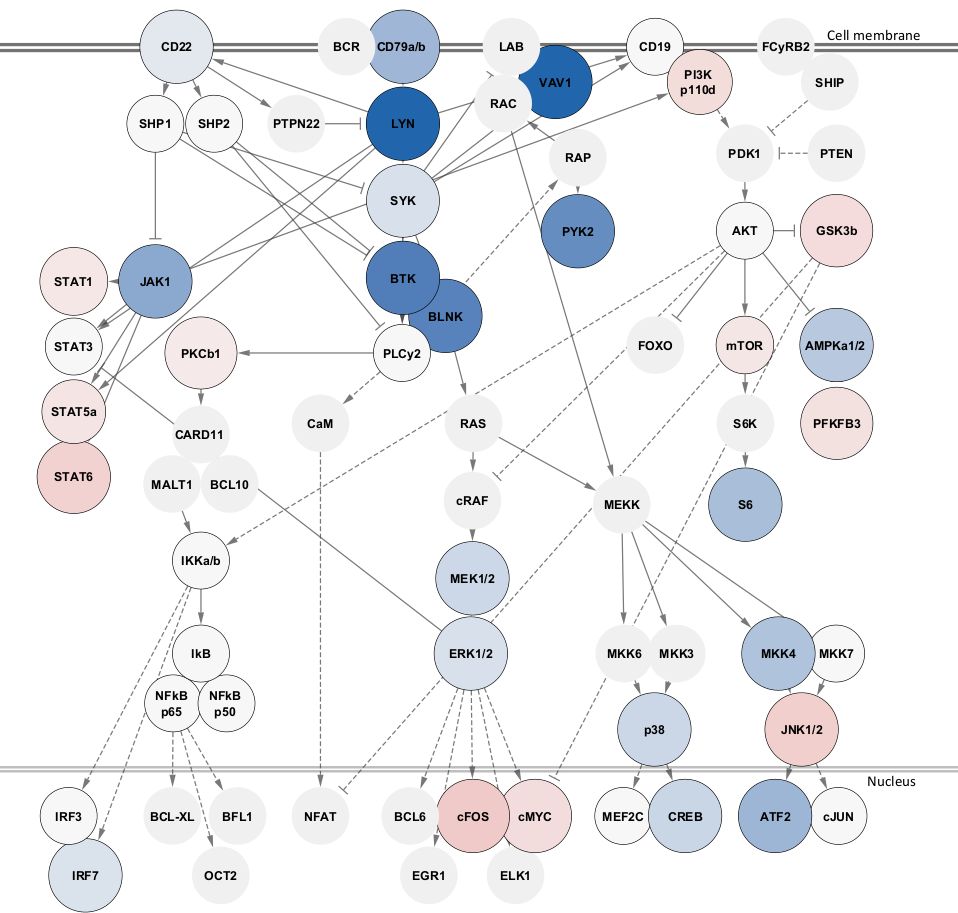 Cell membrane
CD22
BCR
CD79a/b
LAB
VAV1
CD19
PI3K
p110d
FCyRB2
SHIP
SHP1
SHP2
PTPN22
LYN
RAC
RAP
PDK1
PTEN
SYK
PYK2
AKT
GSK3b
STAT1
JAK1
BTK
BLNK
STAT3
PKCb1
PLCy2
FOXO
mTOR
AMPKa1/2
STAT5a
CARD11
CaM
RAS
S6K
PFKFB3
STAT6
MALT1
BCL10
cRAF
MEKK
S6
IKKa/b
MEK1/2
IkB
ERK1/2
MKK6
MKK3
MKK4
MKK7
NFkB
p65
NFkB
p50
p38
JNK1/2
Nucleus
IRF3
BCL-XL
BFL1
NFAT
BCL6
cFOS
cMYC
MEF2C
CREB
ATF2
cJUN
IRF7
OCT2
EGR1
ELK1